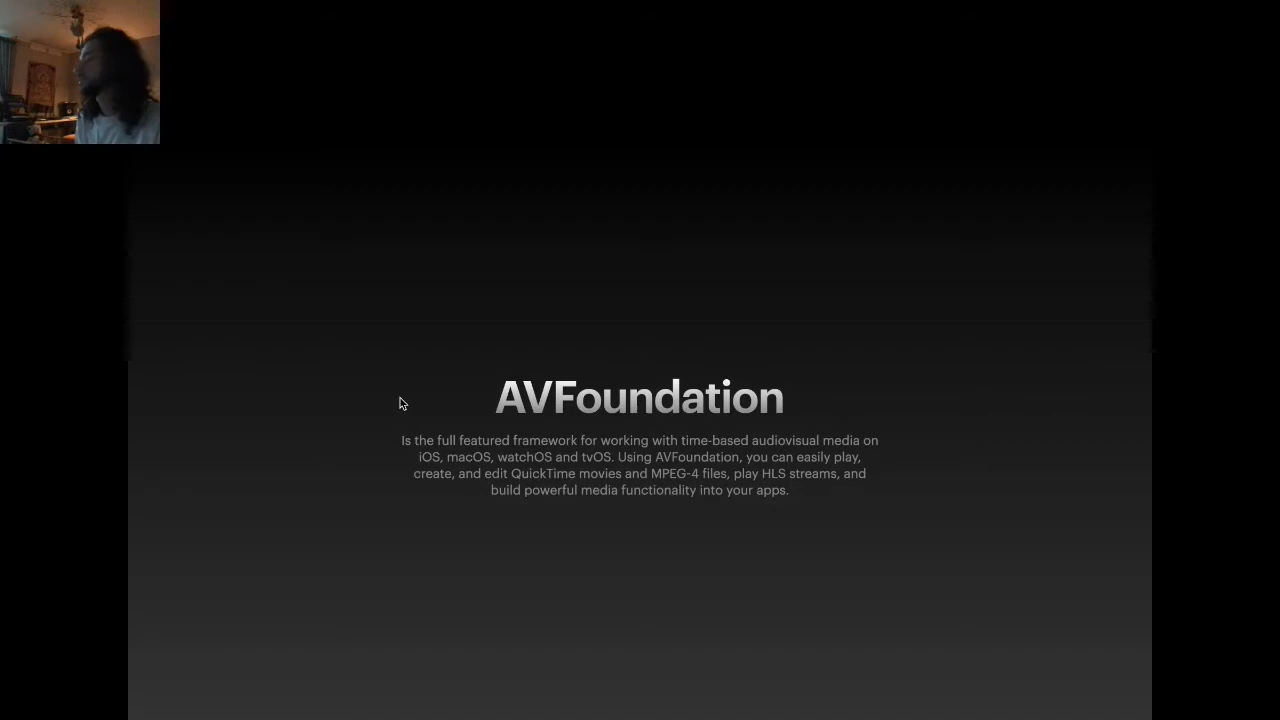 AVFoundation
Is the full featured framework for working with time-based audiovisual media on
iOS, macOS, watchOS and tvOS. Using AVFoundation, you can easily play,
create, and edit QuickTime movies and MPEG-4 files, play HLS streams, and
build powerful media functionality into your apps.